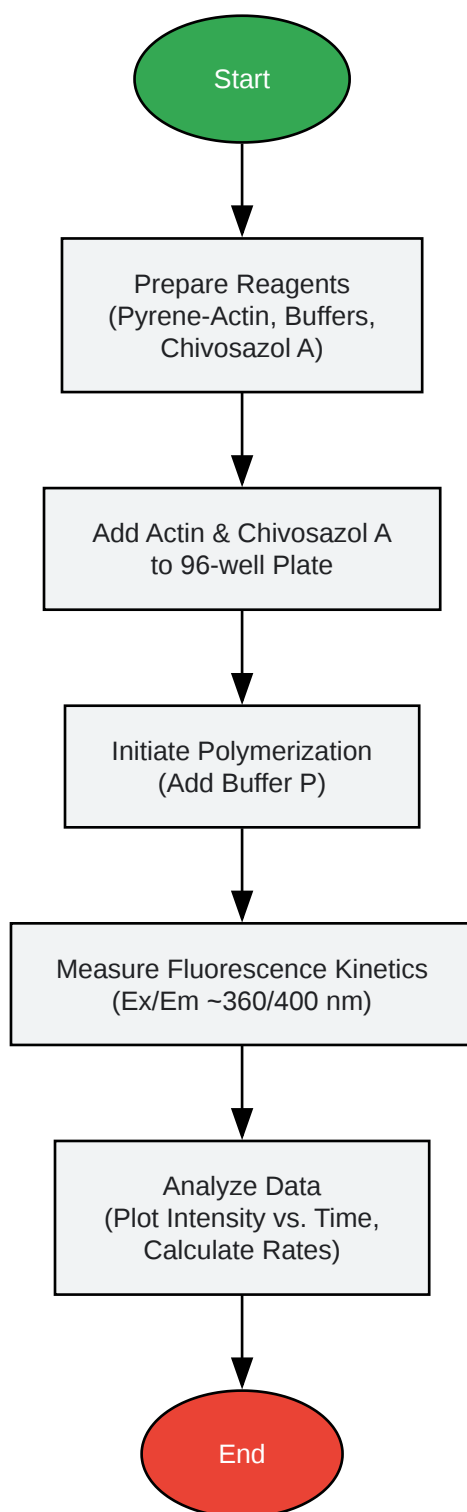 Start
Prepare Reagents
(Pyrene-Actin, Buffers,
Chivosazol A)
Add Actin & Chivosazol A
to 96-well Plate
Initiate Polymerization
(Add Buffer P)
Measure Fluorescence Kinetics
(Ex/Em ~360/400 nm)
Analyze Data
(Plot Intensity vs. Time,
Calculate Rates)
End